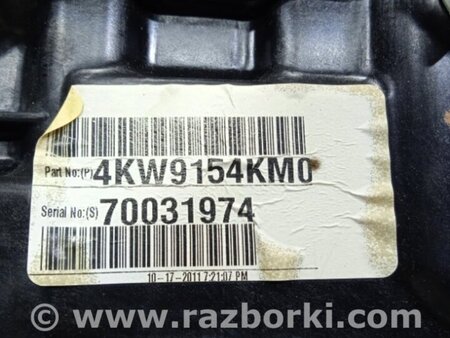 Part No:(P) 4KW9154KM0
Serial No:(S) 70031974
10-17-2011 7:21:07 PM
www.razborki.com